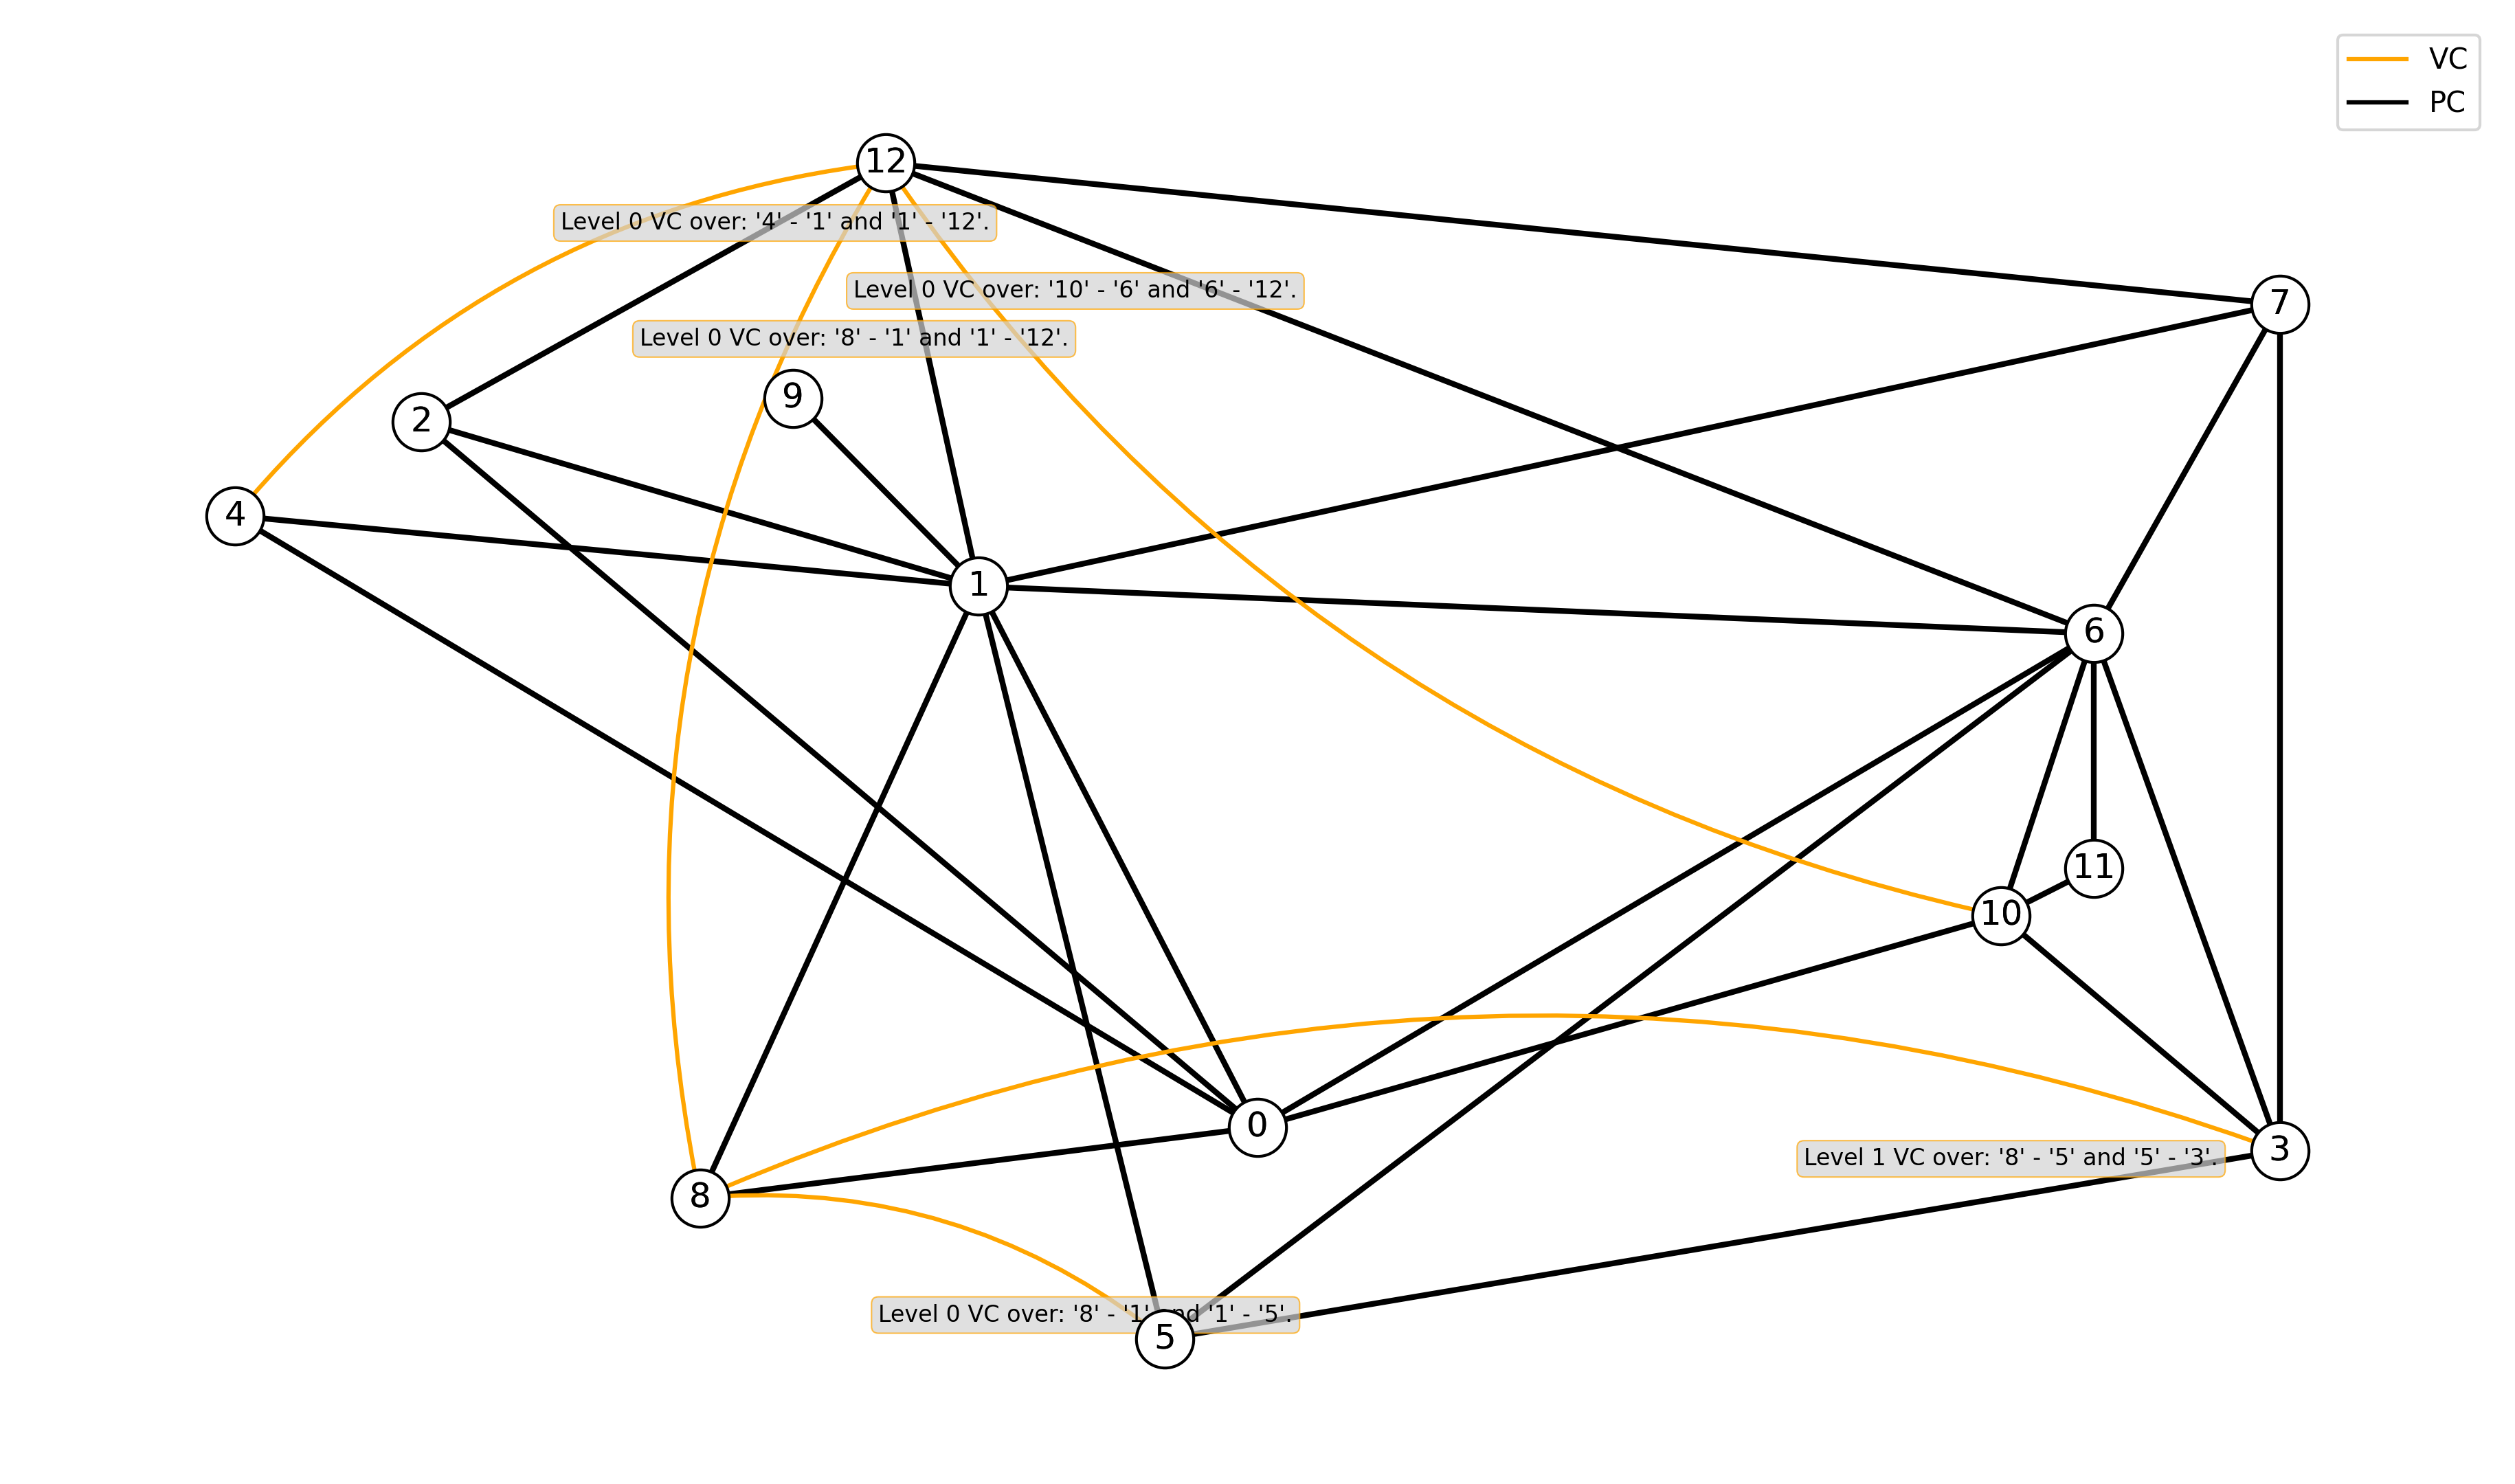 VC
PC
12
Level 0 VC over: '4' - '1' and '1' - '12'.
Level 0 VC over: '10' - '6' and '6' - '12'.
7
Level 0 VC over: '8' - '1' and '1' - '12'.
9
2
4
1
6
11
10
0
3
Level 1 VC over: '8' - '5' and '5' - '3'.
8
Level 0 VC over: '8' - '1' and '1' - '5'.
5